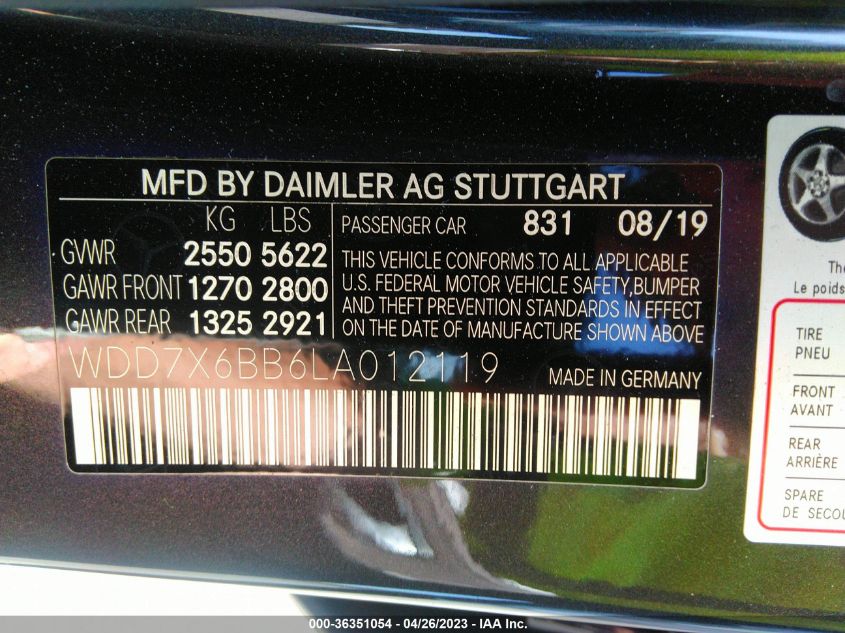 MFD BY DAIMLER AG STUTTGART
KG LBS
GVWR 2550 5622
GAWR FRONT 1270 2800
GAWR REAR 1325 2921
PASSENGER CAR 831 08/19
THIS VEHICLE CONFORMS TO ALL APPLICABLE
U.S. FEDERAL MOTOR VEHICLE SAFETY,BUMPER
AND THEFT PREVENTION STANDARDS IN EFFECT
ON THE DATE OF MANUFACTURE SHOWN ABOVE
WDD7X6BB6LA012119 MADE IN GERMANY
Le poids
TIRE
PNEU
FRONT
AVANT
REAR
ARRIÈRE
SPARE
DE
000-36351054 / 04/26/2023 - IAA Inc.